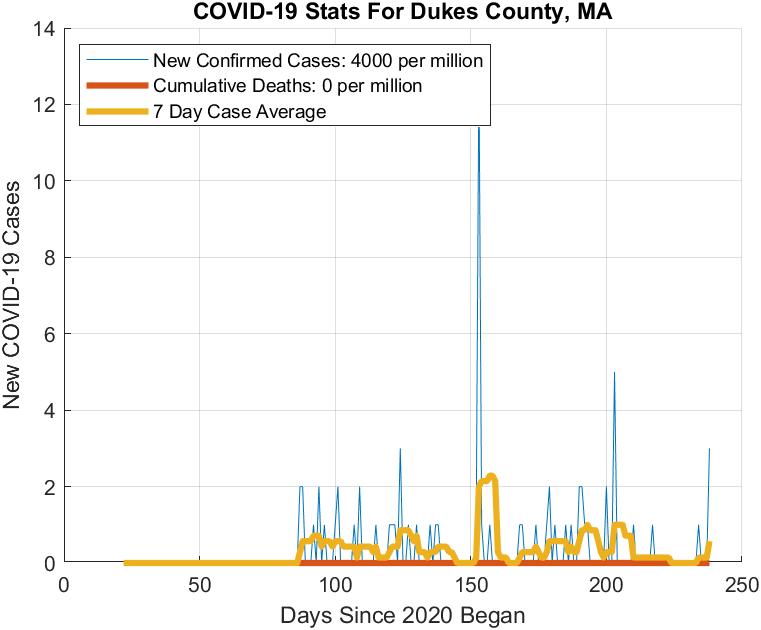 COVID-19 Stats For Dukes County, MA
New Confirmed Cases: 4000 per million
Cumulative Deaths: 0 per million
7 Day Case Average
New COVID-19 Cases
14
12
10
8
6
4
2
0
0 50 100 150 200 250
Days Since 2020 Began